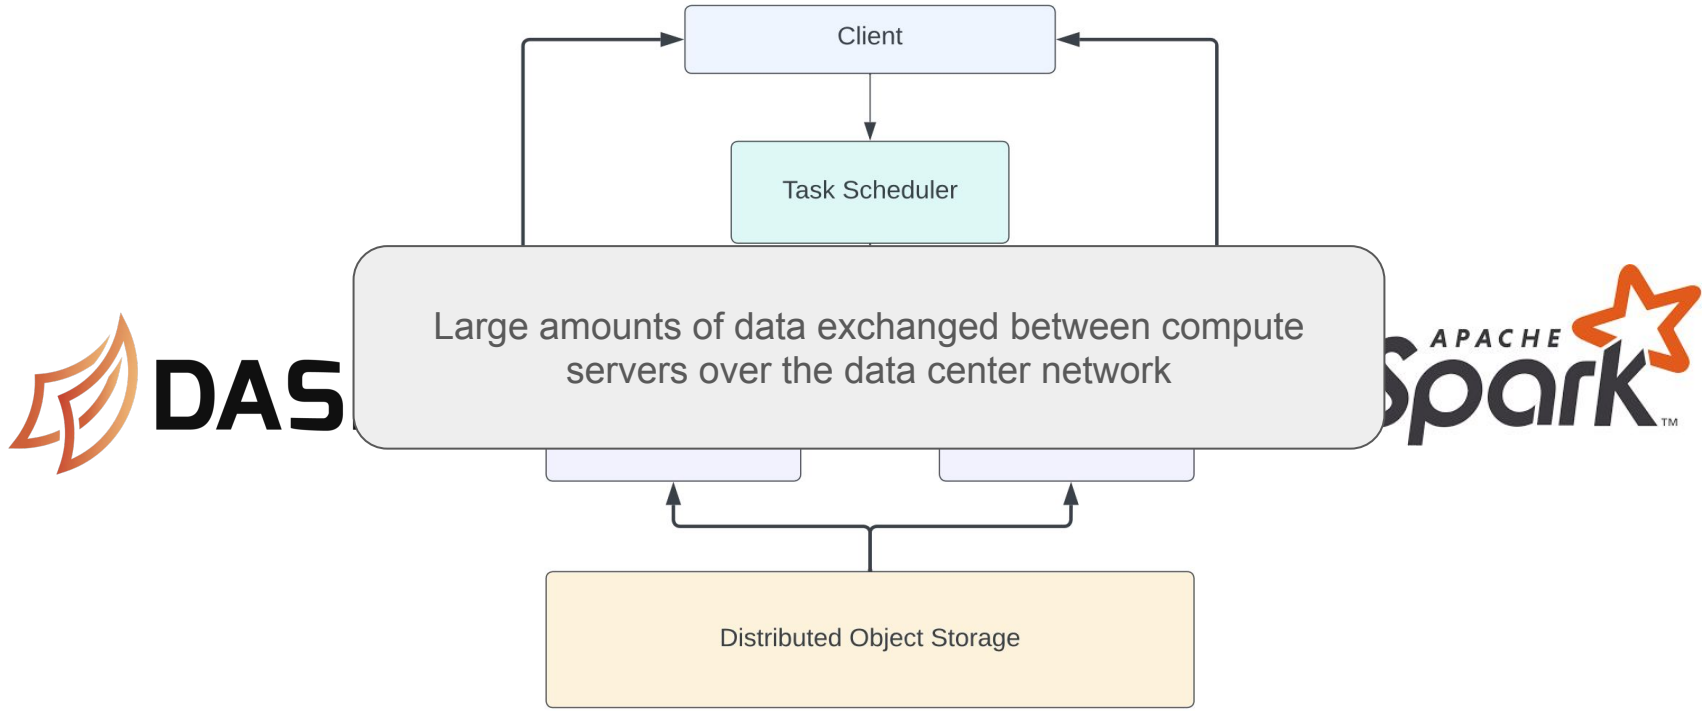 Client
Task Scheduler
Large amounts of data exchanged between compute
servers over the data center network
DAS
APACHE
Spark
TM
Distributed Object Storage